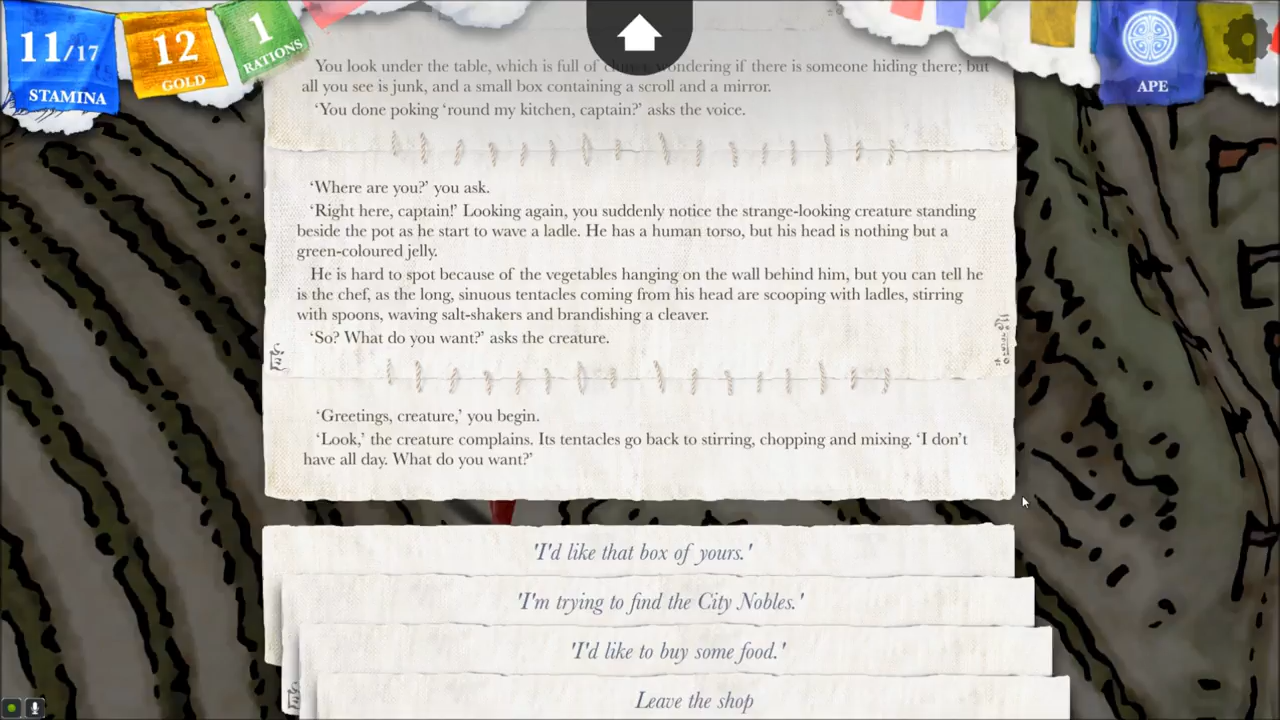 11/17
STAMINA
12
GOLD
1
RATIONS
APE
You look under the table, which is full of wondering if there is someone hiding there; but
all you see is junk, and a small box containing a scroll and a mirror.
‘You done poking ‘round my kitchen, captain?’ asks the voice.
‘Where are you?’ you ask.
‘Right here, captain!’ Looking again, you suddenly notice the strange-looking creature standing
beside the pot as he start to wave a ladle. He has a human torso, but his head is nothing but a
green-coloured jelly.
He is hard to spot because of the vegetables hanging on the wall behind him, but you can tell he
is the chef, as the long, sinuous tentacles coming from his head are scooping with ladles, stirring
with spoons, waving salt-shakers and brandishing a cleaver.
‘So? What do you want?’ asks the creature.
‘Greetings, creature,’ you begin.
‘Look,’ the creature complains. Its tentacles go back to stirring, chopping and mixing. ‘I don’t
have all day. What do you want?’
'I'd like that box of yours.'
'I'm trying to find the City Nobles.'
'I'd like to buy some food.'
Leave the shop